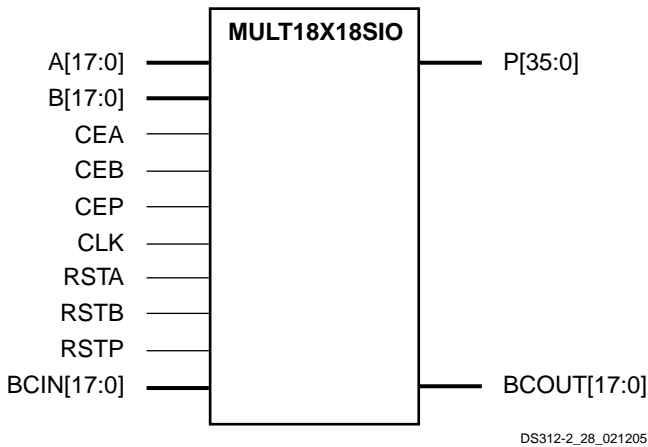 MULT18X18SIO
A[17:0]
P[35:0]
B[17:0]
CEA
CEB
CEP
CLK
RSTA
RSTB
RSTP
BCIN[17:0]
BCOUT[17:0]
DS312-2_28_021205